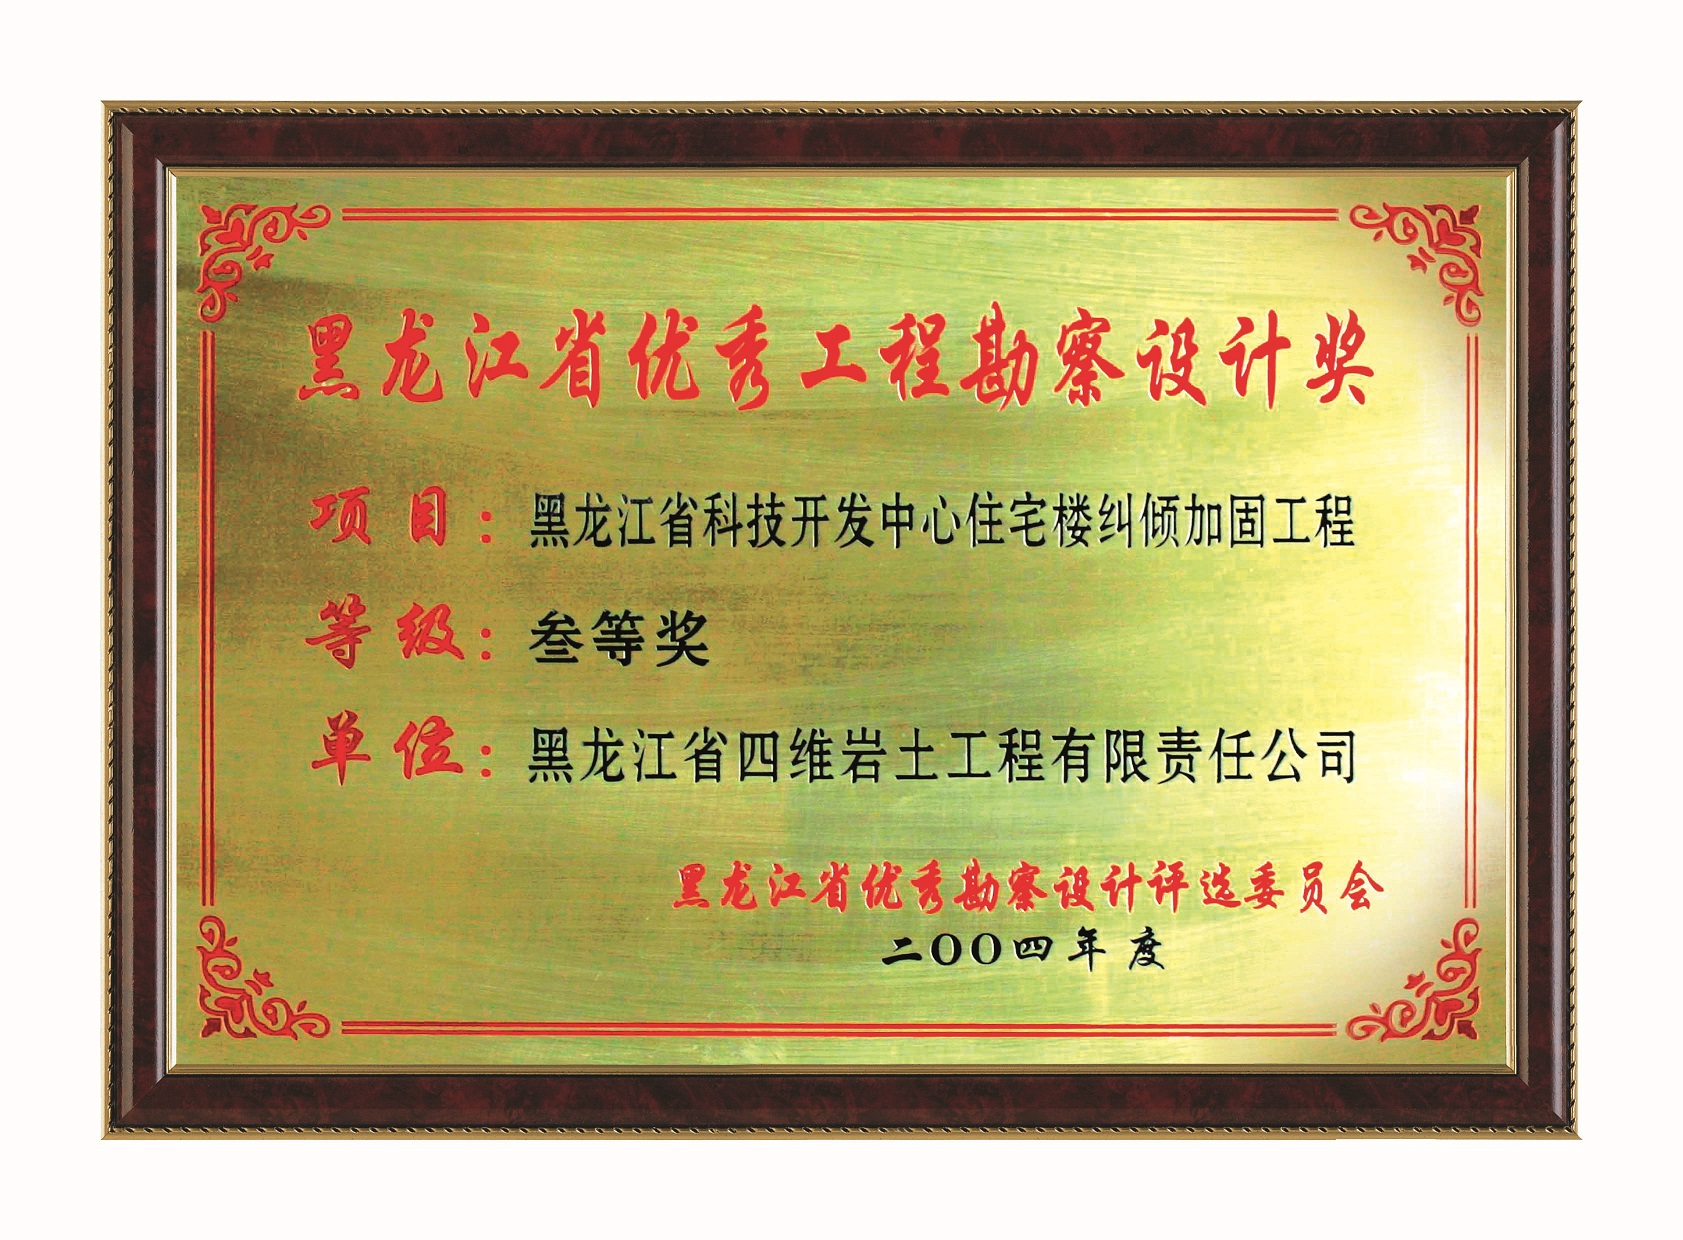 黑龙江省优秀工程勘察设计奖
项目：黑龙江省科技开发中心住宅楼纠倾加固工程
等级：叁等奖
单位：黑龙江省四维岩土工程有限责任公司
黑龙江省优秀勘察设计评选委员会
二〇〇四年度